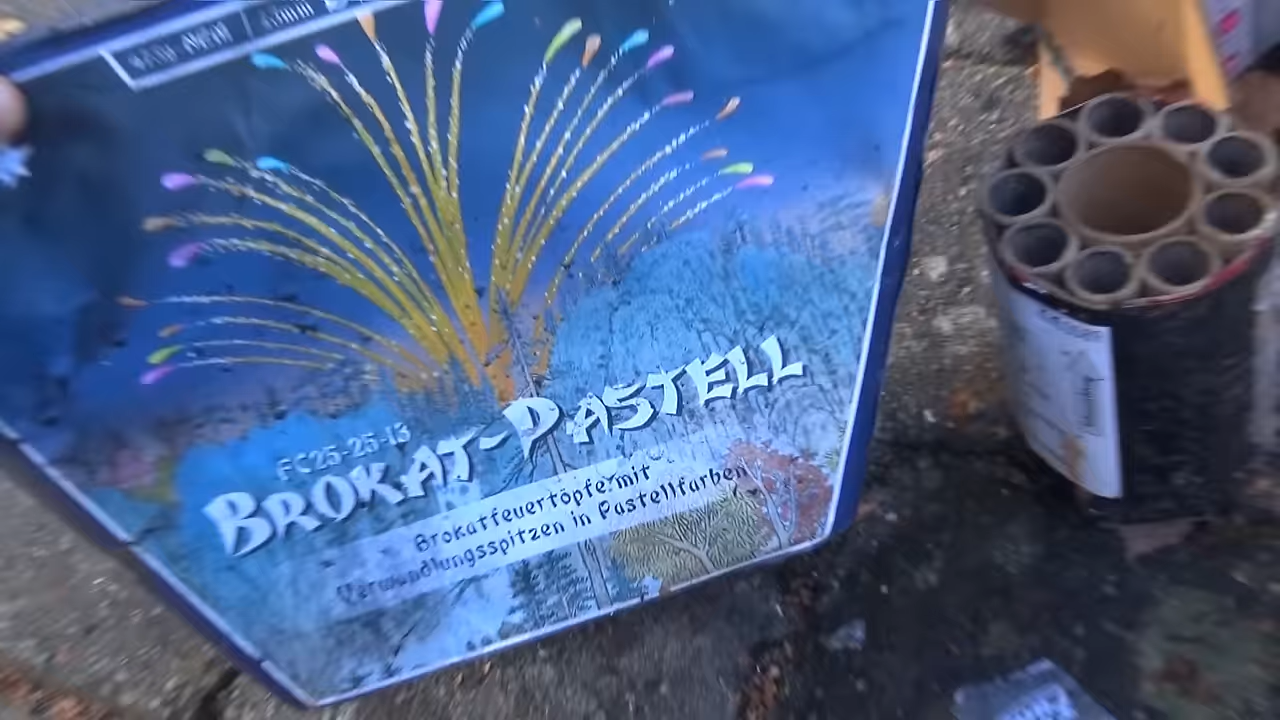 FC25-25-13
BROKAT-PASTELL
Brokatfeuertöpfe mit
Verwandlungsspitzen in Pastellfarben